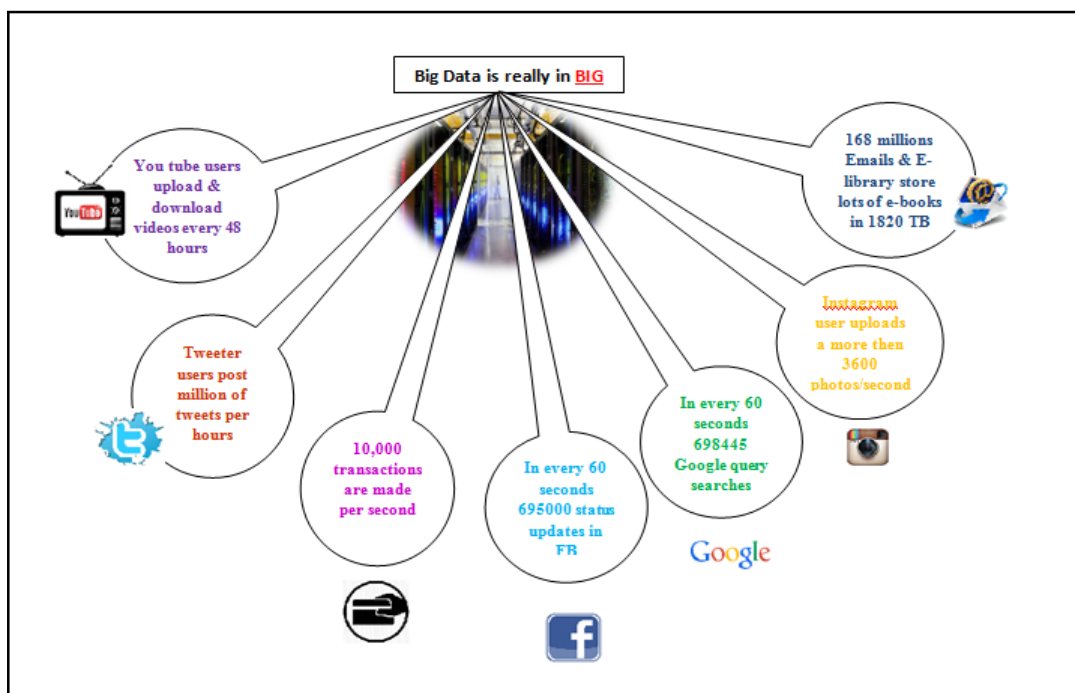 Big Data is really in BIG
You tube users
upload &
download
videos every 48
hours
YouTube
168 millions
Emails & E-
library store
lots of e-books
in 1820 TB
@
Instagram
user uploads
a more then
3600
photos/second
Tweeter
users post
million of
tweets per
hours
t
In every 60
seconds
698445
Google query
searches
Google
10,000
transactions
are made
per second
In every 60
seconds
695000 status
updates in
FB
f